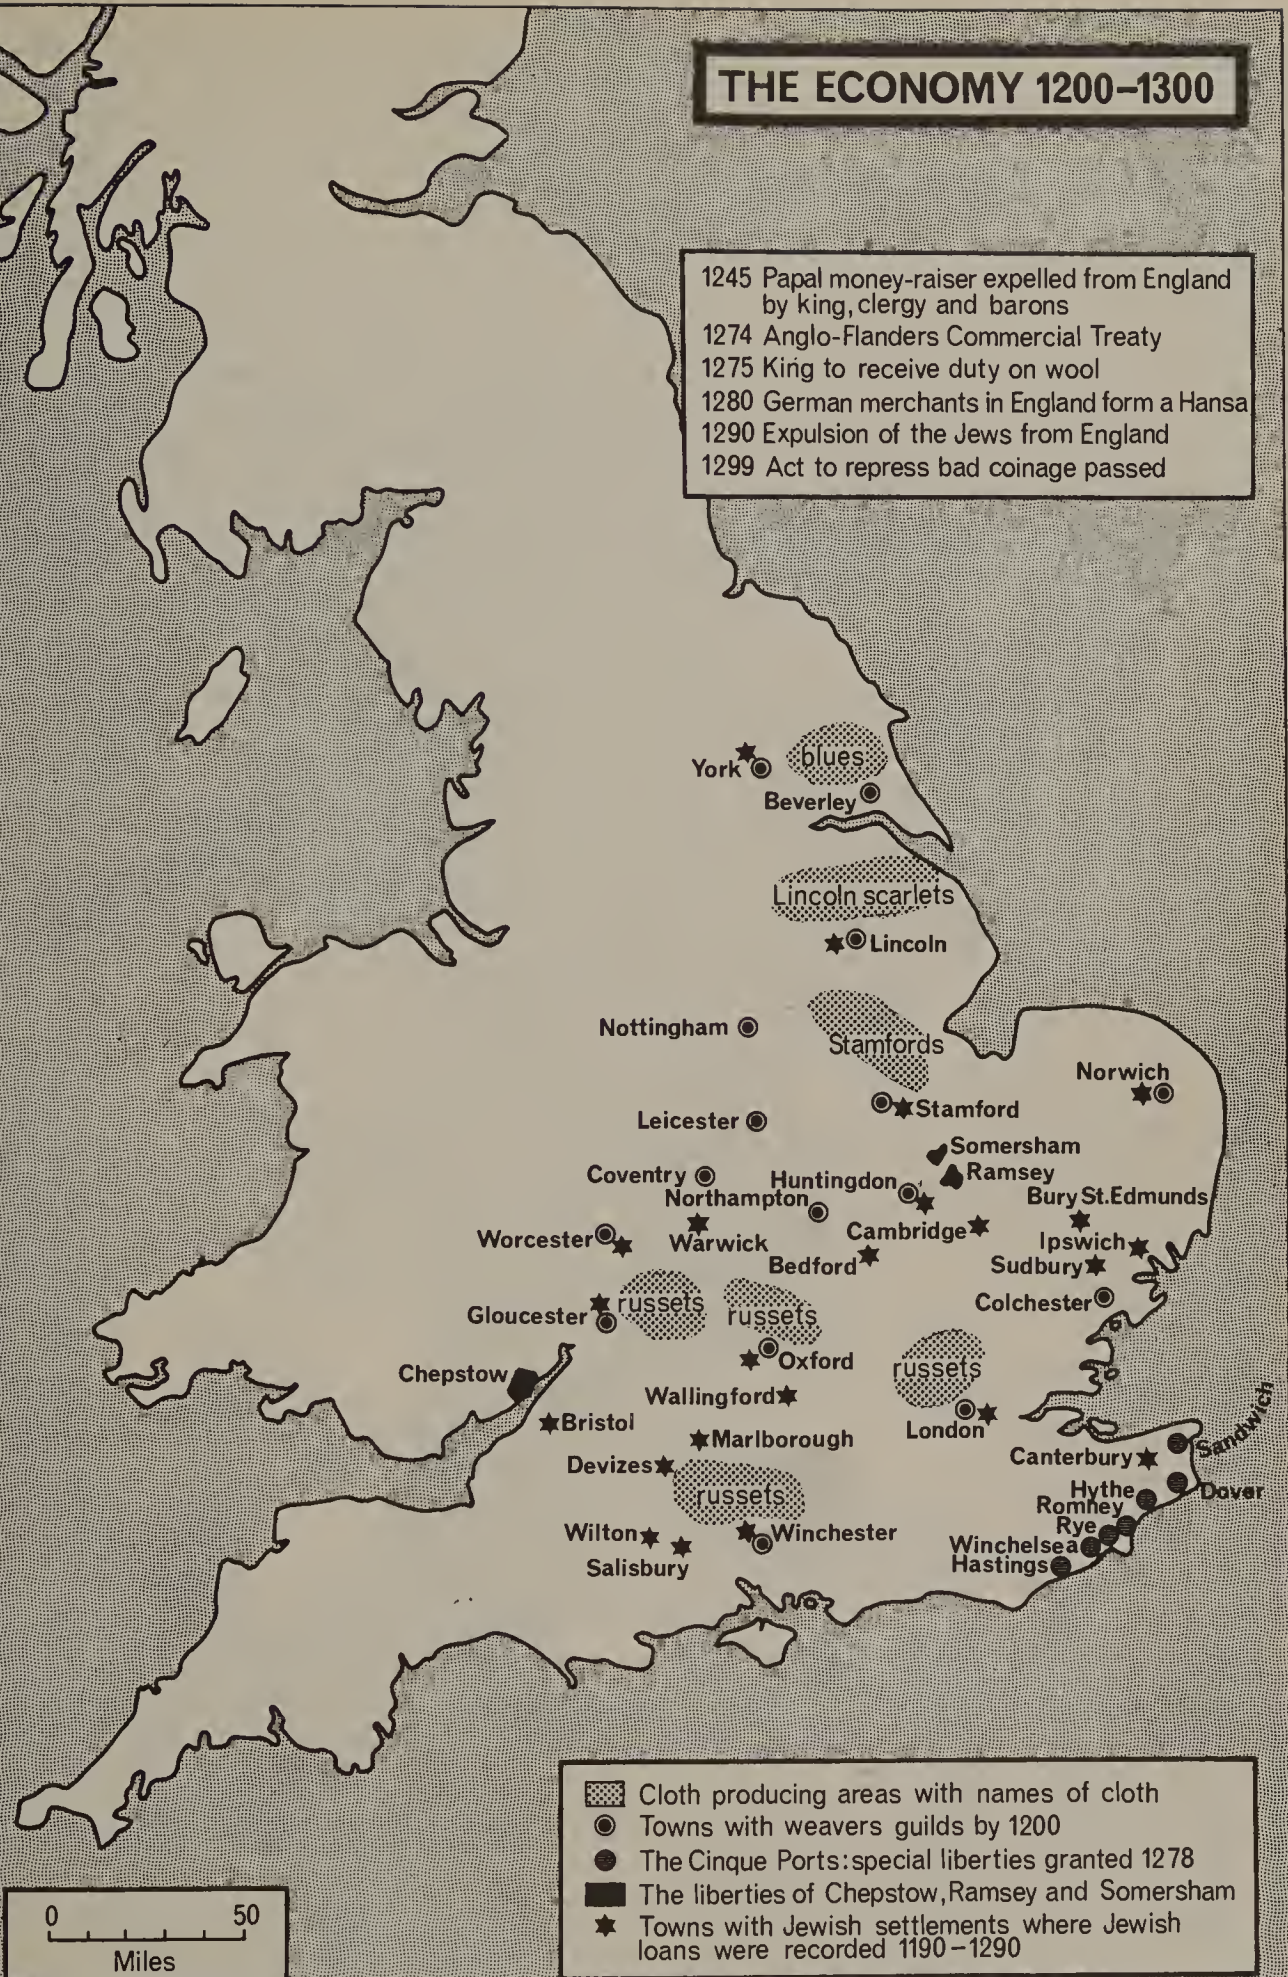 THE ECONOMY 1200–1300
1245 Papal money-raiser expelled from England
by king, clergy and barons
1274 Anglo-Flanders Commercial Treaty
1275 King to receive duty on wool
1280 German merchants in England form a Hansa
1290 Expulsion of the Jews from England
1299 Act to repress bad coinage passed
York
blues
Beverley
Lincoln scarlets
Lincoln
Nottingham
Stamfords
Norwich
Stamford
Leicester
Somersham
Ramsey
Coventry
Huntingdon
Northampton
Bury St. Edmunds
Worcester
Warwick
Cambridge
Ipswich
Bedford
Sudbury
Colchester
Gloucester
russets
russets
Oxford
russets
Chepstow
Wallingford
London
Bristol
Marlborough
Sandwich
Canterbury
Devizes
russets
Hythe
Dover
Romney
Rye
Wilton
Winchester
Winchelsea
Hastings
Salisbury
Cloth producing areas with names of cloth
Towns with weavers guilds by 1200
The Cinque Ports: special liberties granted 1278
The liberties of Chepstow, Ramsey and Somersham
Towns with Jewish settlements where Jewish
loans were recorded 1190–1290
0 50
Miles